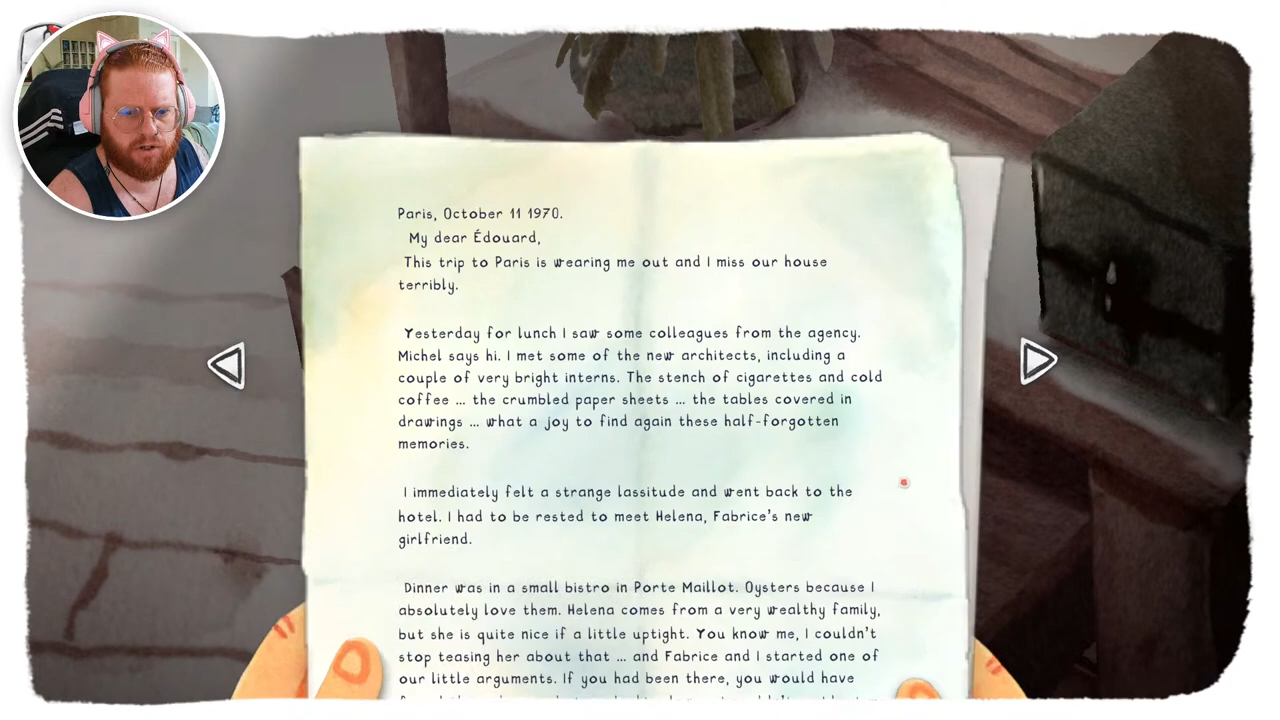 Paris, October 11 1970.
My dear Édouard,
This trip to Paris is wearing me out and I miss our house
terribly.
Yesterday for lunch I saw some colleagues from the agency.
Michel says hi. I met some of the new architects, including a
couple of very bright interns. The stench of cigarettes and cold
coffee ... the crumbled paper sheets ... the tables covered in
drawings ... what a joy to find again these half-forgotten
memories.
I immediately felt a strange lassitude and went back to the
hotel. I had to be rested to meet Helena, Fabrice's new
girlfriend.
Dinner was in a small bistro in Porte Maillot. Oysters because I
absolutely love them. Helena comes from a very wealthy family,
but she is quite nice if a little uptight. You know me, I couldn't
stop teasing her about that ... and Fabrice and I started one of
our little arguments. If you had been there, you would have